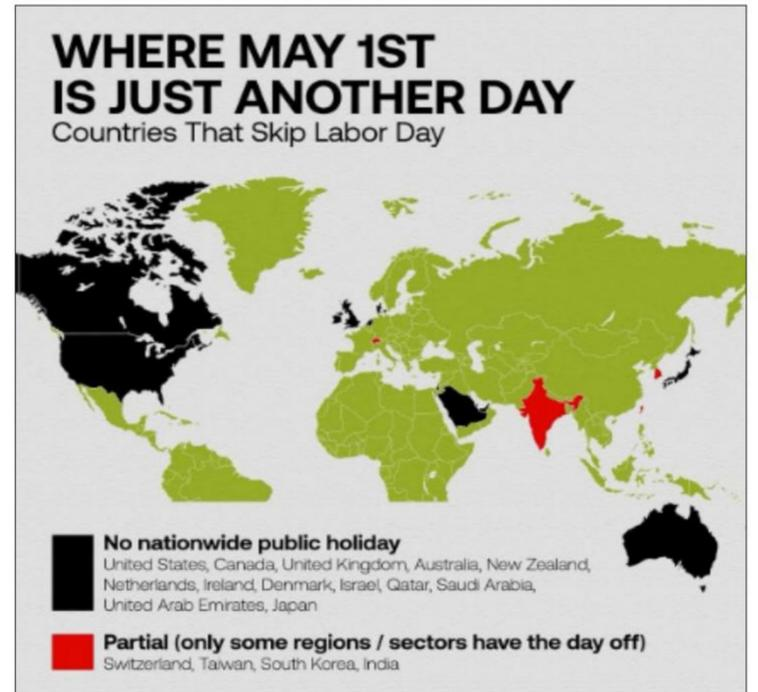 WHERE MAY 1ST
IS JUST ANOTHER DAY
Countries That Skip Labor Day
No nationwide public holiday
United States, Canada, United Kingdom, Australia, New Zealand,
Netherlands, Ireland, Denmark, Israel, Qatar, Saudi Arabia,
United Arab Emirates, Japan
Partial (only some regions / sectors have the day off)
Switzerland, Taiwan, South Korea, India